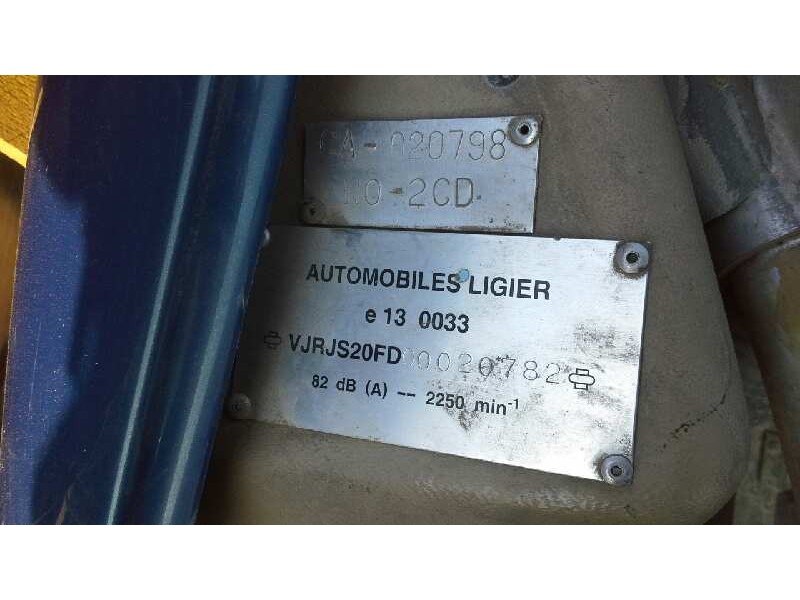 CA-020798
NO-2CD
AUTOMOBILES LIGIER
e 13 0033
VJRJS20FD00020782
82 dB (A) -- 2250 min⁻¹